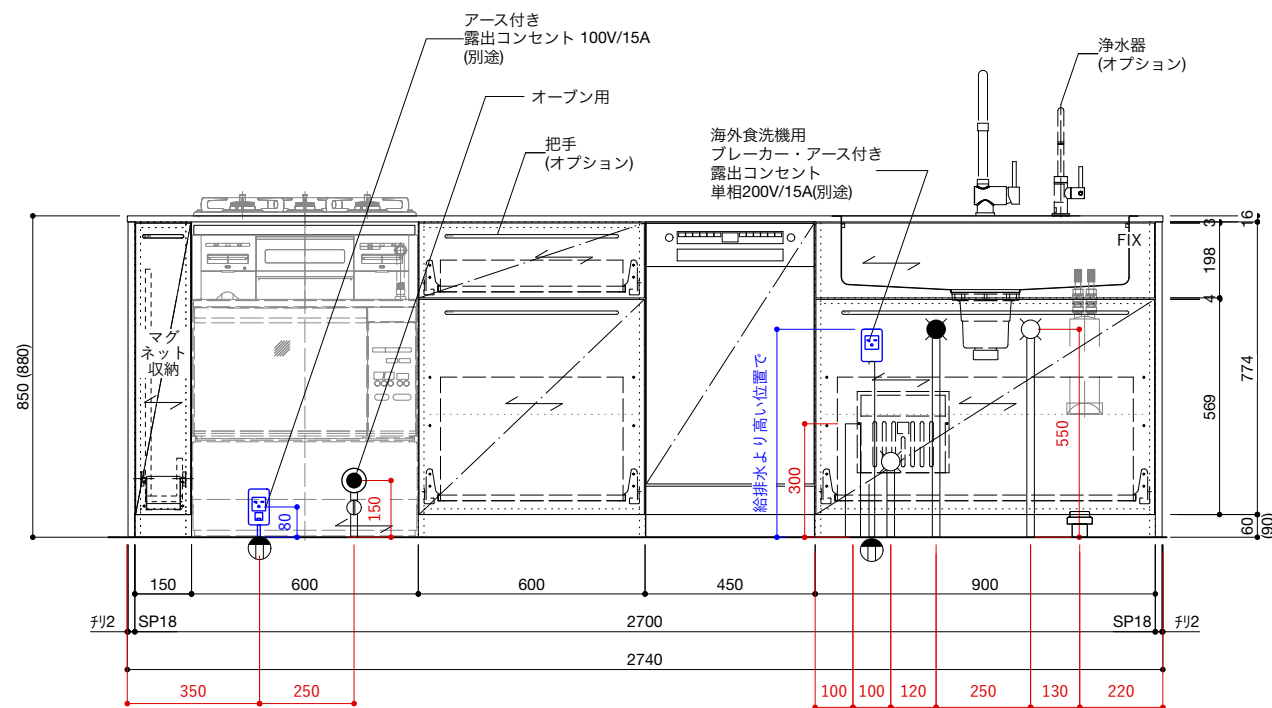 アース付き
露出コンセント 100V/15A
(別途)
オーブン用
把手
(オプション)
海外食洗機用
ブレーカー・アース付き
露出コンセント
単相200V/15A(別途)
浄水器
(オプション)
FIX
マグ
ネット
収納
850 (880)
給排水より高い位置で
80
150
300
550
16
3
198
4
774
569
60
(90)
150
600
600
450
900
チリ2
SP18
2700
SP18
チリ2
2740
350
250
100
100
120
250
130
220